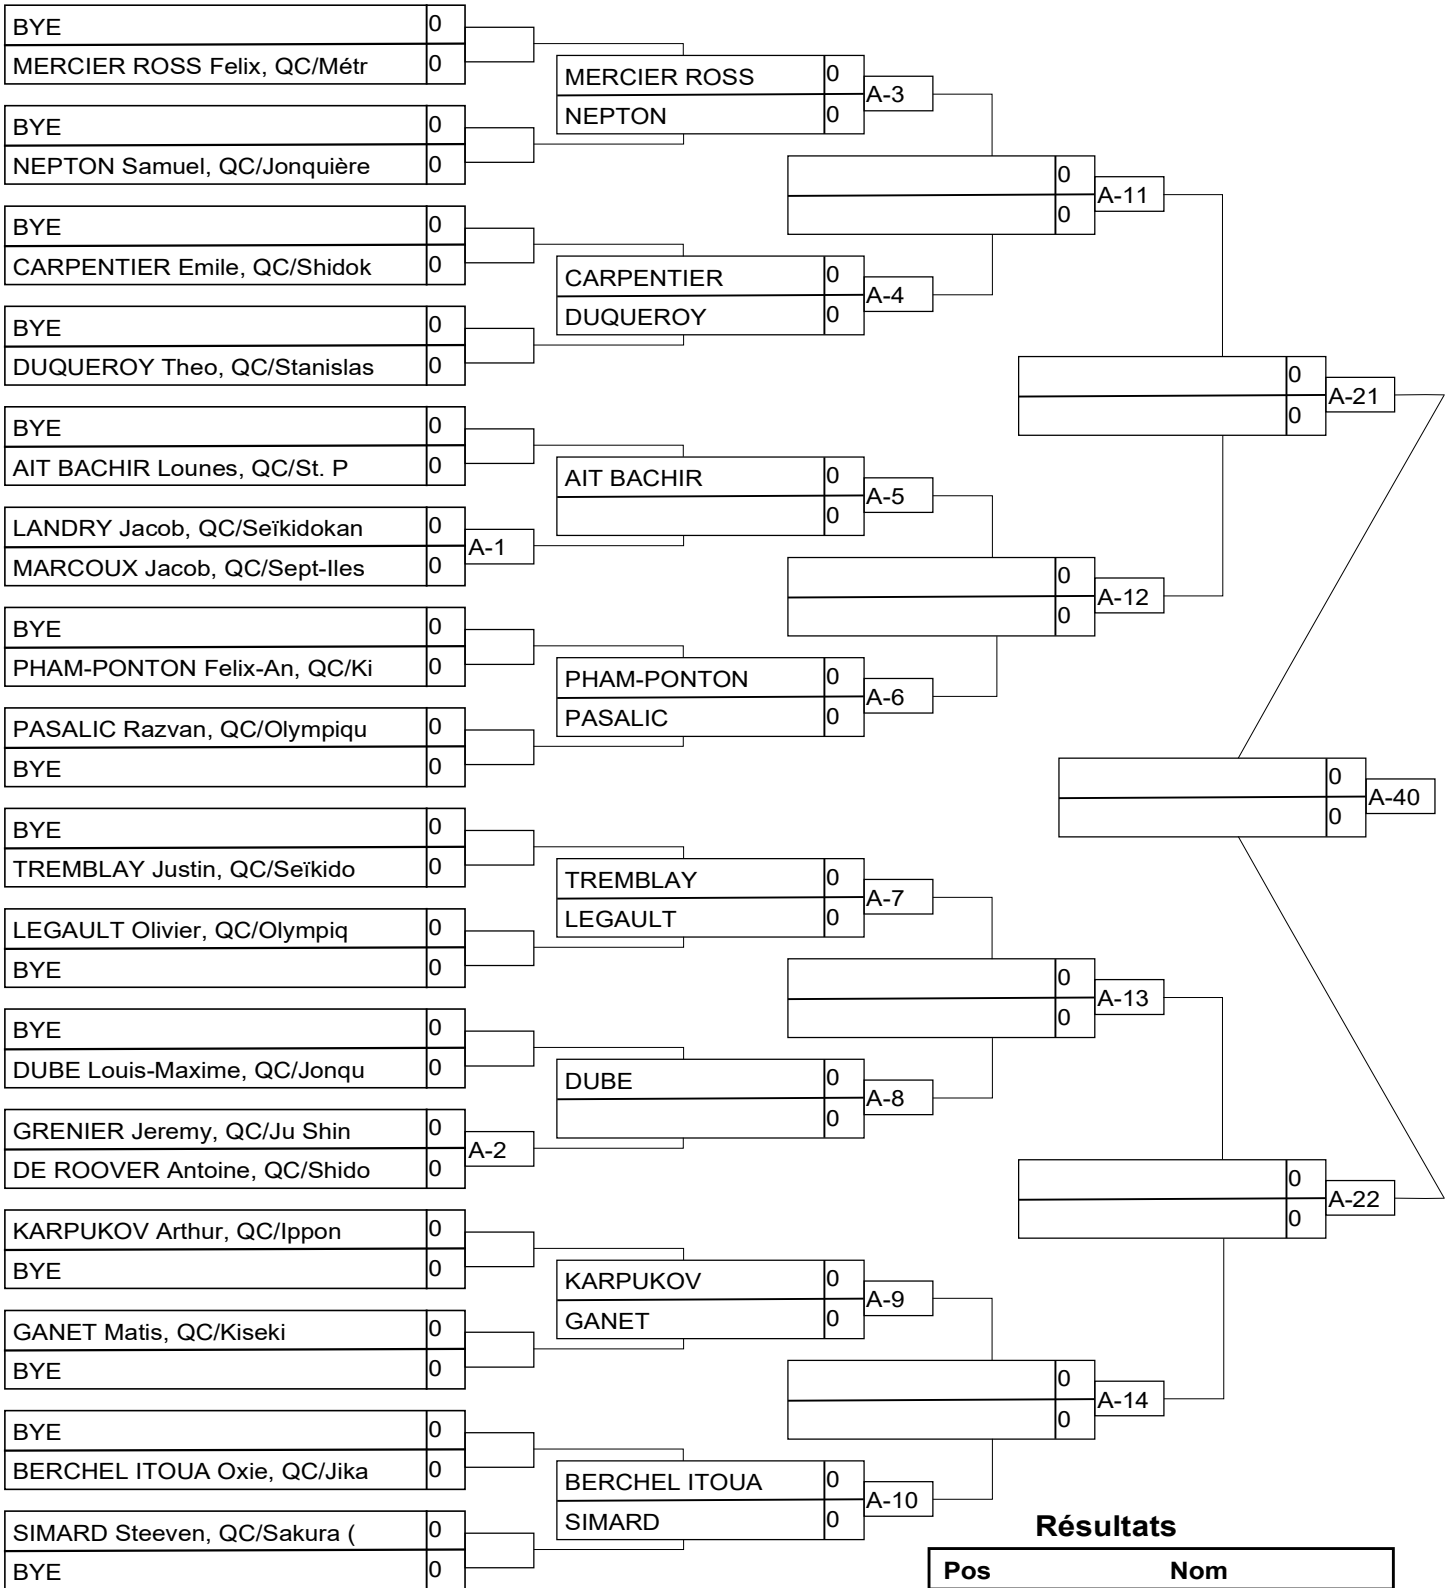 BYE 0
MERCIER ROSS Felix, QC/Métr 0
BYE 0
NEPTON Samuel, QC/Jonquière 0
BYE 0
CARPENTIER Emile, QC/Shidok 0
BYE 0
DUQUEROY Theo, QC/Stanislas 0
BYE 0
AIT BACHIR Lounes, QC/St. P 0
LANDRY Jacob, QC/Seïkidokan 0
A-1
MARCOUX Jacob, QC/Sept-Iles 0
BYE 0
PHAM-PONTON Felix-An, QC/Ki 0
PASALIC Razvan, QC/Olympiqu 0
BYE 0
BYE 0
TREMBLAY Justin, QC/Seïkido 0
LEGAULT Olivier, QC/Olympiq 0
BYE 0
BYE 0
DUBE Louis-Maxime, QC/Jonqu 0
GRENIER Jeremy, QC/Ju Shin 0
A-2
DE ROOVER Antoine, QC/Shido 0
KARPUKOV Arthur, QC/Ippon 0
BYE 0
GANET Matis, QC/Kiseki 0
BYE 0
BYE 0
BERCHEL ITOUA Oxie, QC/Jika 0
SIMARD Steeven, QC/Sakura ( 0
BYE 0
MERCIER ROSS 0
A-3
NEPTON 0
CARPENTIER 0
A-4
DUQUEROY 0
AIT BACHIR 0
A-5
0
PHAM-PONTON 0
A-6
PASALIC 0
TREMBLAY 0
A-7
LEGAULT 0
DUBE 0
A-8
0
KARPUKOV 0
A-9
GANET 0
BERCHEL ITOUA 0
A-10
SIMARD 0
0
A-11
0
0
A-12
0
0
A-13
0
0
A-14
0
0
A-21
0
0
A-22
0
0
A-40
0
Résultats
Pos Nom